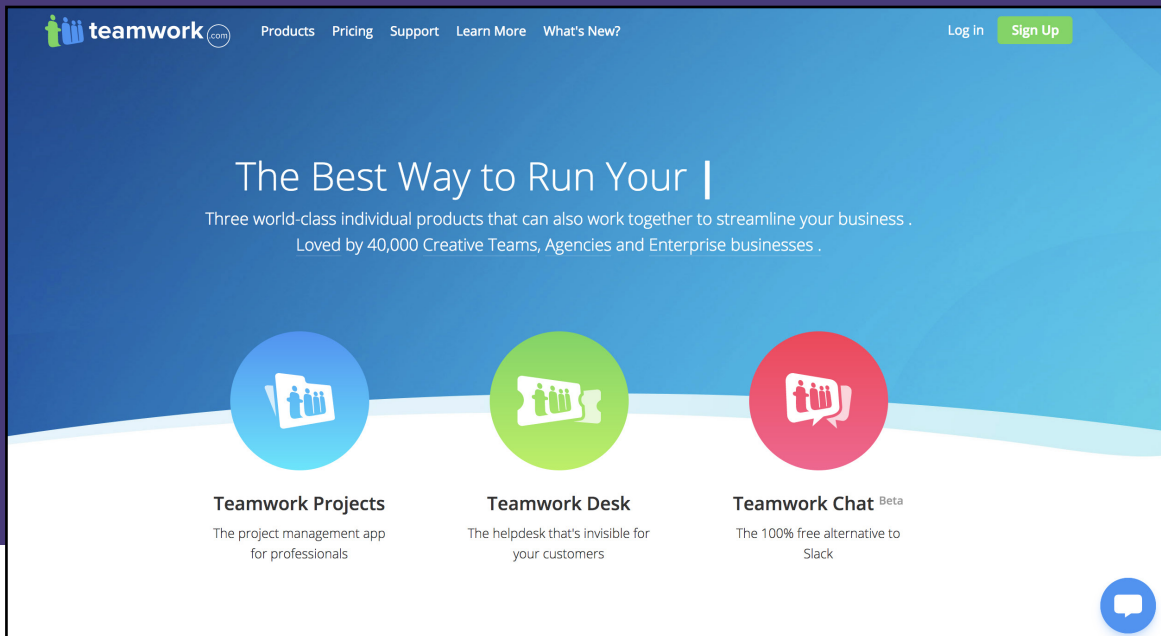 teamwork .com Products Pricing Support Learn More What's New? Log in Sign Up
The Best Way to Run Your
Three world-class individual products that can also work together to streamline your business .
Loved by 40,000 Creative Teams, Agencies and Enterprise businesses .
Teamwork Projects
The project management app
for professionals
Teamwork Desk
The helpdesk that's invisible for
your customers
Teamwork Chat Beta
The 100% free alternative to
Slack